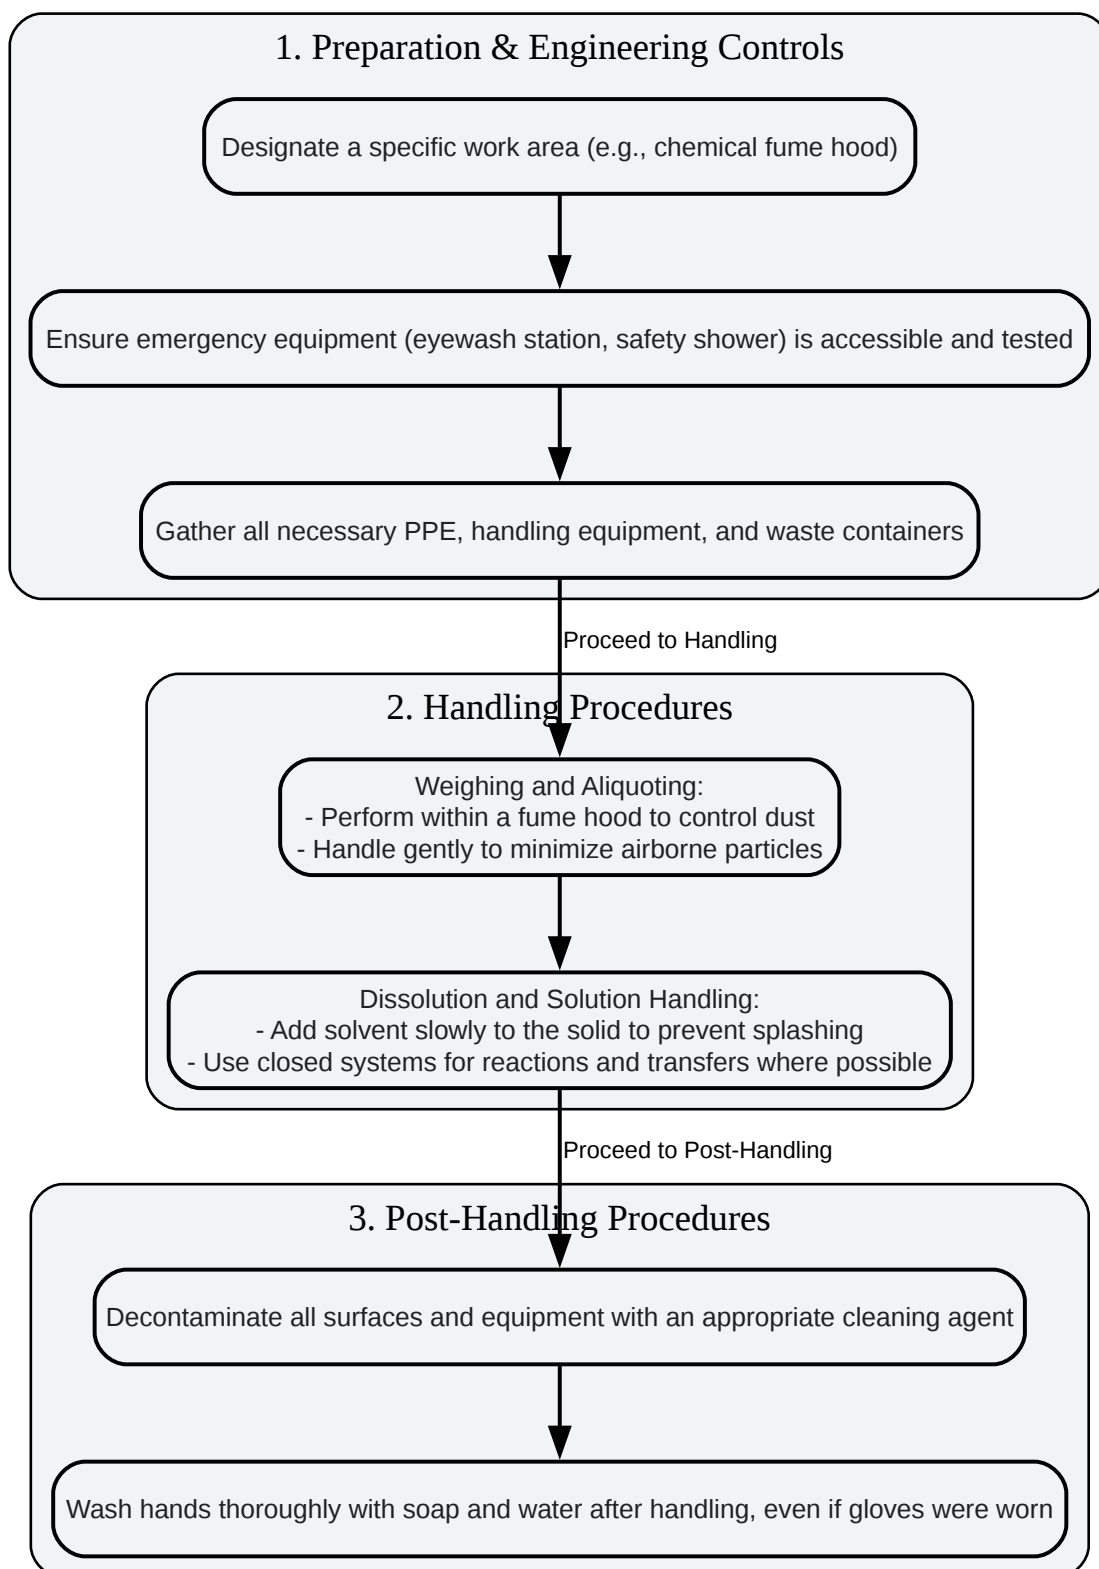 1. Preparation & Engineering Controls
Designate a specific work area (e.g., chemical fume hood)
Ensure emergency equipment (eyewash station, safety shower) is accessible and tested
Gather all necessary PPE, handling equipment, and waste containers
Proceed to Handling
2. Handling Procedures
Weighing and Aliquoting:
- Perform within a fume hood to control dust
- Handle gently to minimize airborne particles
Dissolution and Solution Handling:
- Add solvent slowly to the solid to prevent splashing
- Use closed systems for reactions and transfers where possible
Proceed to Post-Handling
3. Post-Handling Procedures
Decontaminate all surfaces and equipment with an appropriate cleaning agent
Wash hands thoroughly with soap and water after handling, even if gloves were worn